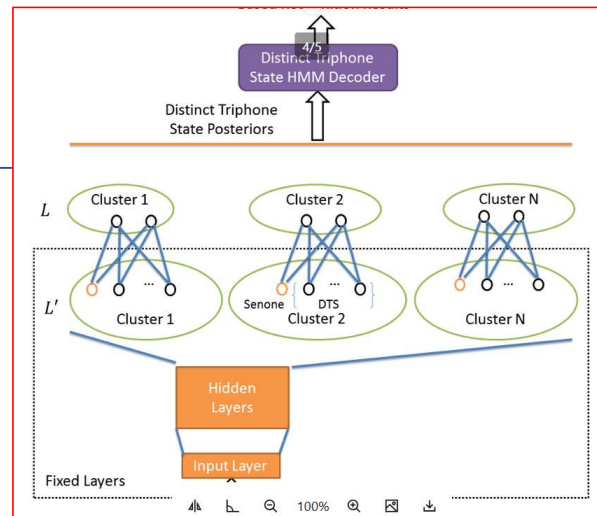 4/5
Distinct Triphone
State HMM Decoder
Distinct Triphone
State Posteriors
L
Cluster 1
Cluster 2
Cluster N
...
...
...
L'
Senone
DTS
Cluster 1
Cluster 2
Cluster N
Hidden
Layers
Input Layer
Fixed Layers
100%